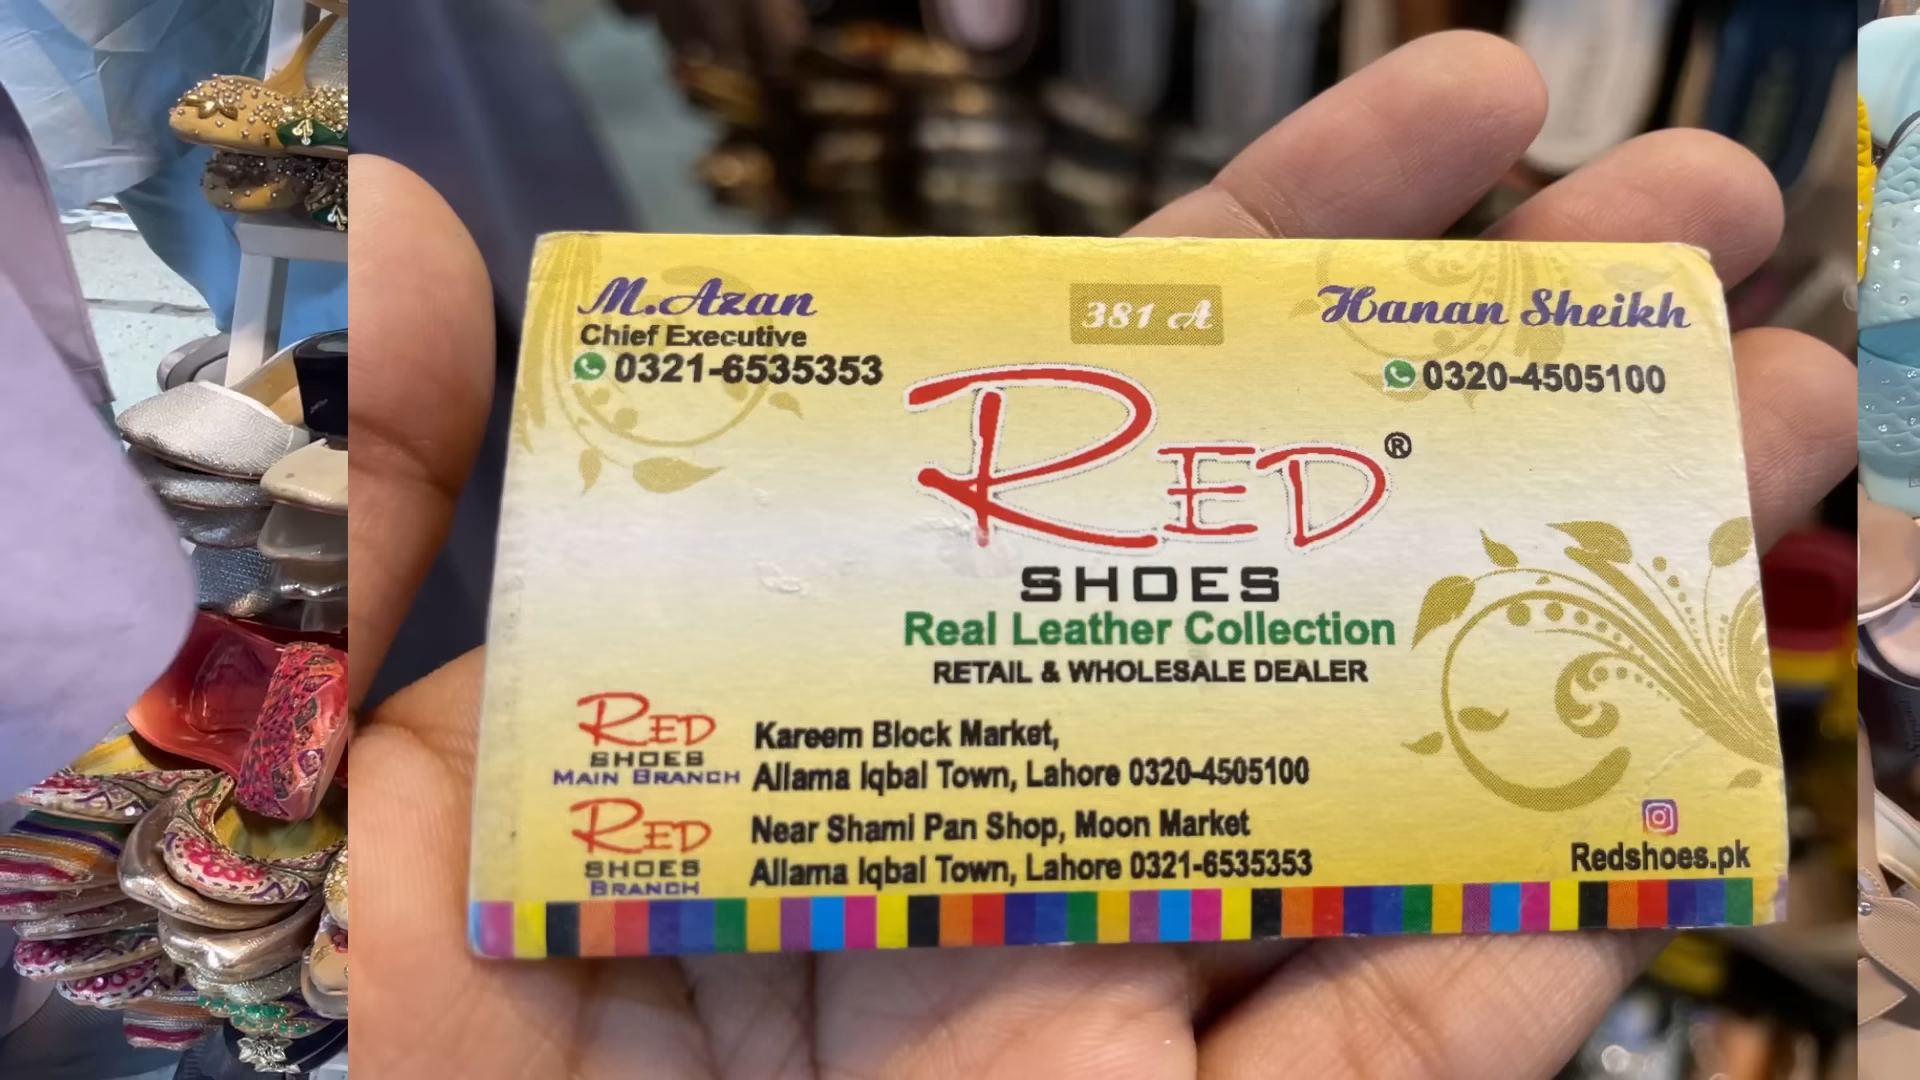 M.Azan
Chief Executive
0321-6535353
381 A
Hanan Sheikh
0320-4505100
RED®
SHOES
Real Leather Collection
RETAIL & WHOLESALE DEALER
RED
SHOES
MAIN BRANCH
Kareem Block Market,
Allama Iqbal Town, Lahore 0320-4505100
RED
SHOES
BRANCH
Near Shami Pan Shop, Moon Market
Allama Iqbal Town, Lahore 0321-6535353
Redshoes.pk